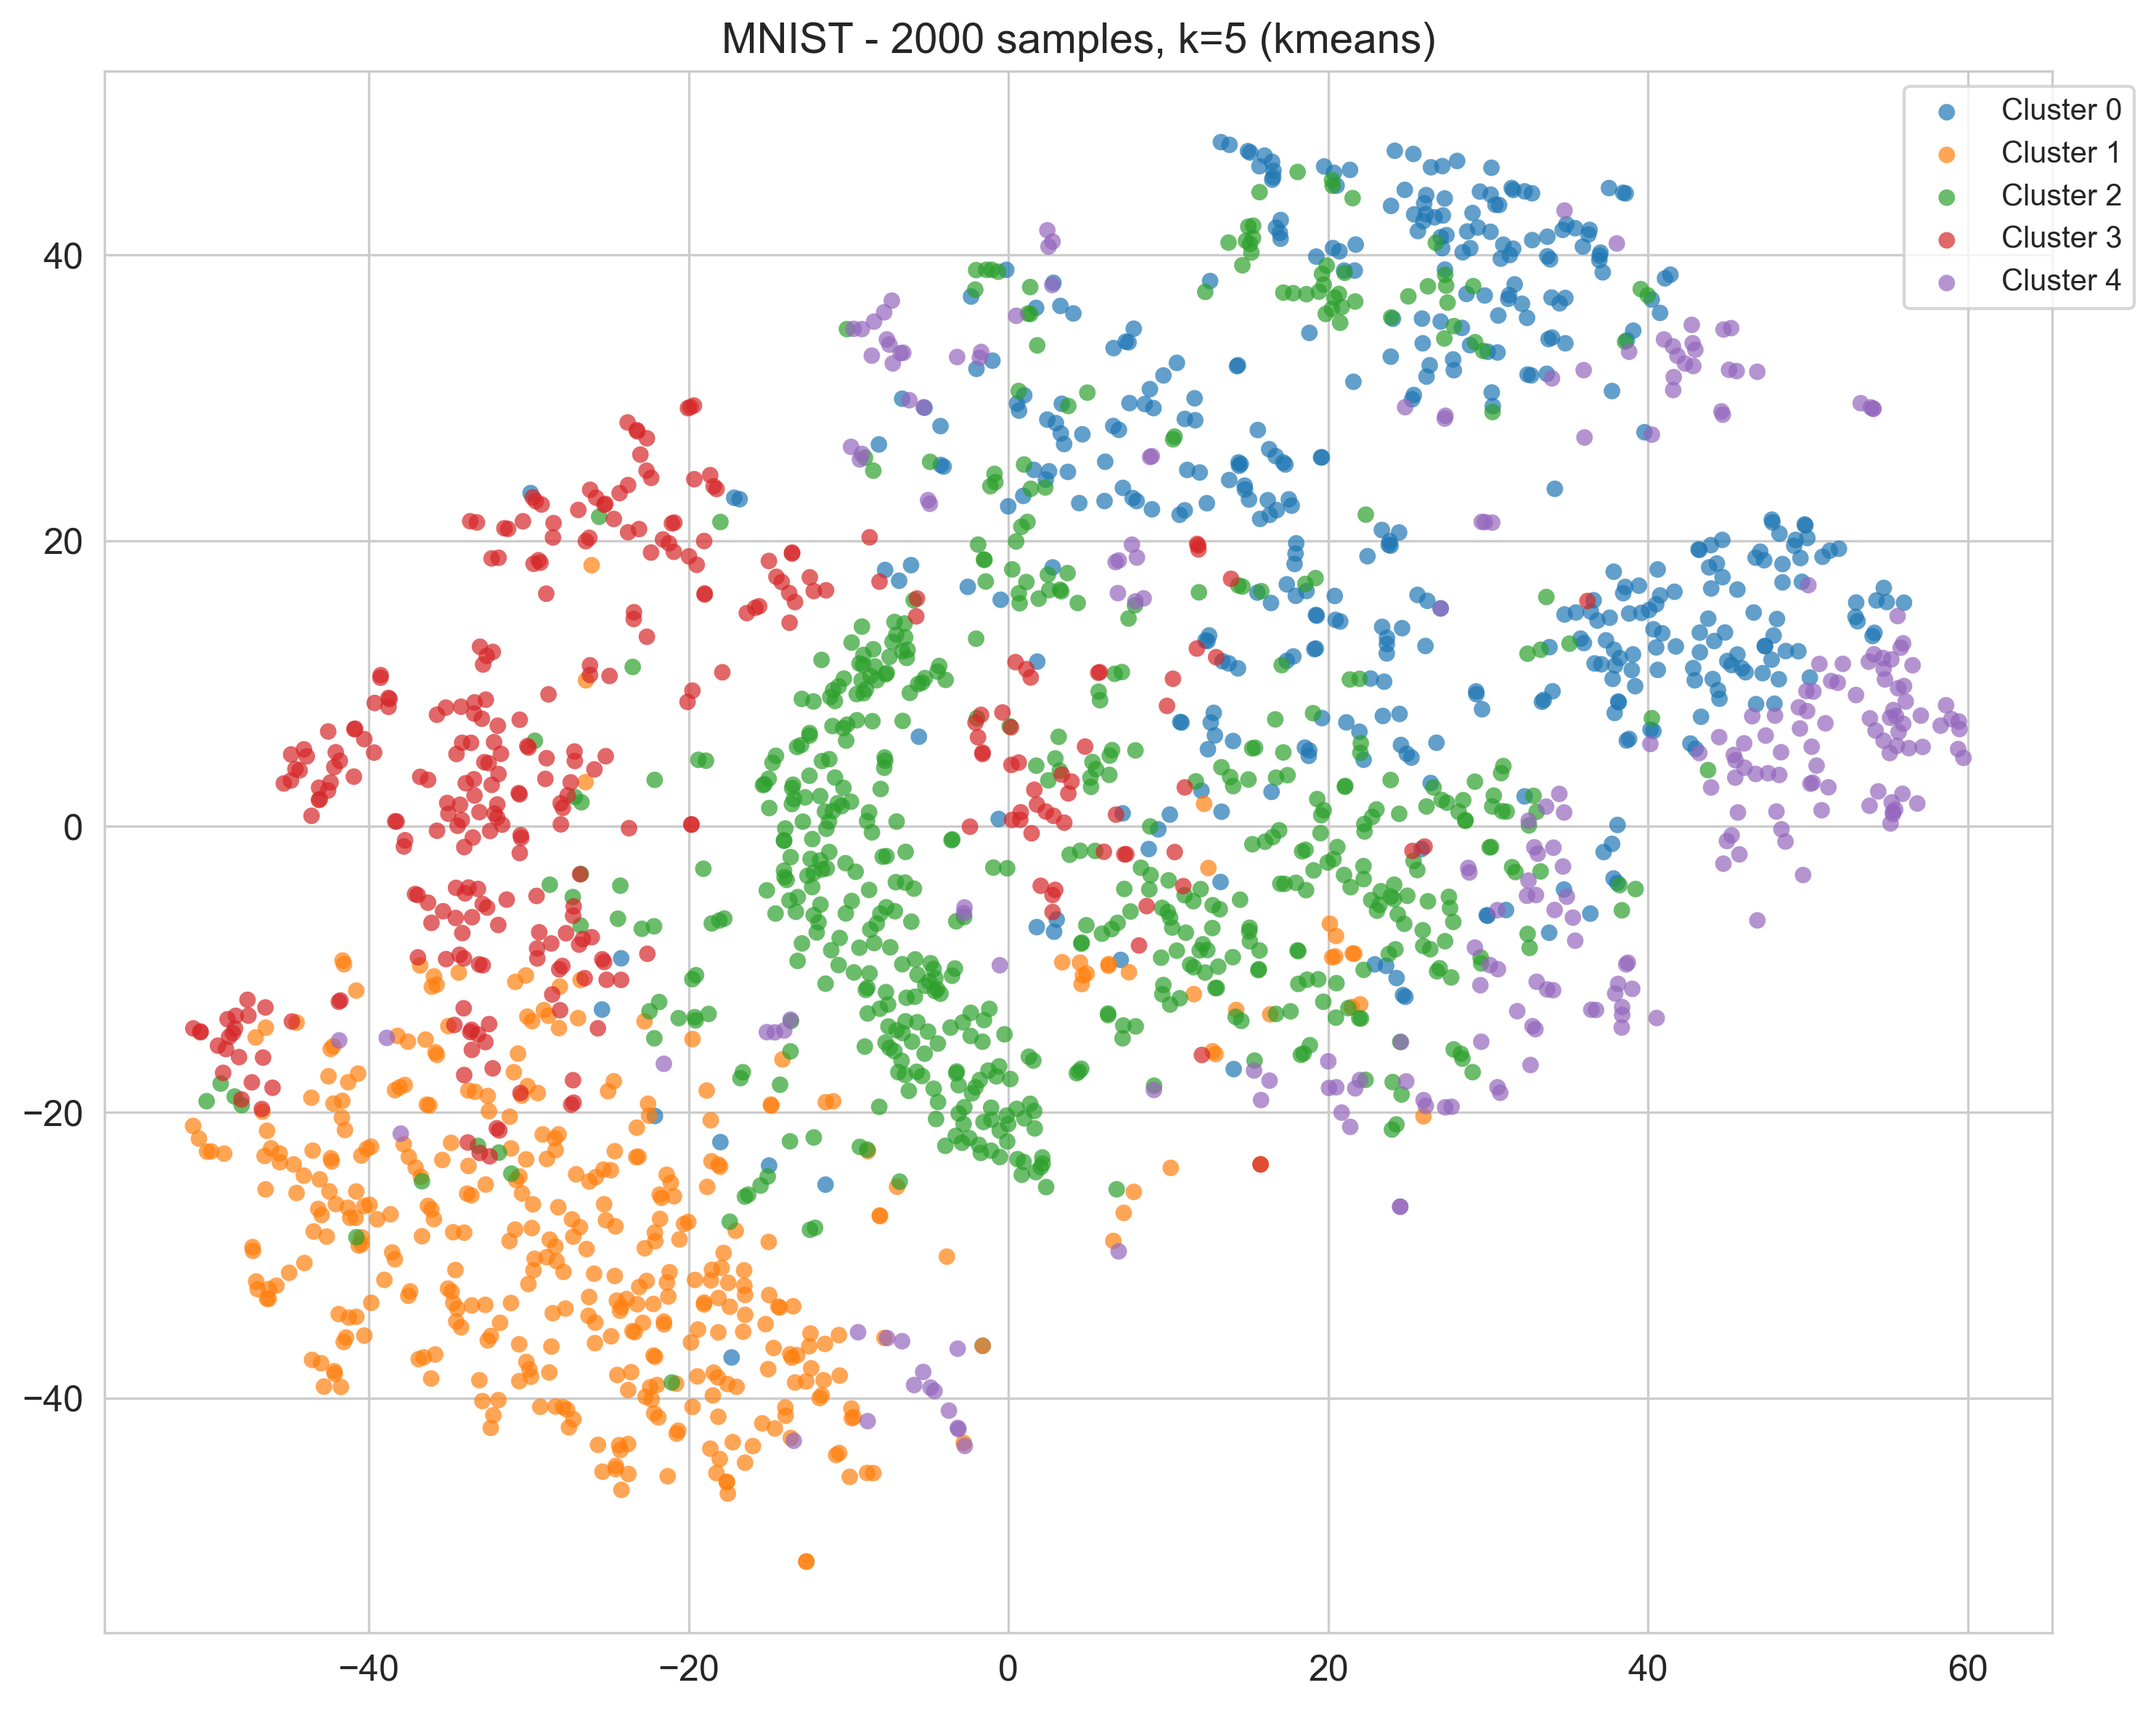 MNIST - 2000 samples, k=5 (kmeans)
Cluster 0
Cluster 1
Cluster 2
Cluster 3
Cluster 4
40
20
0
−20
−40
−40 −20 0 20 40 60